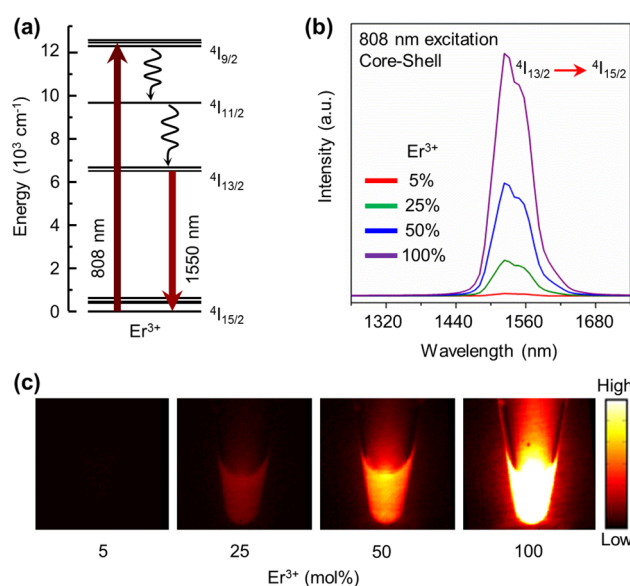 (a)
12
10
8
6
4
2
0
Energy (10³ cm⁻¹)
⁴I₉/₂
⁴I₁₁/₂
⁴I₁₃/₂
⁴I₁₅/₂
808 nm
1550 nm
Er³⁺
(b)
808 nm excitation
Core-Shell
⁴I₁₃/₂ → ⁴I₁₅/₂
Er³⁺
5%
25%
50%
100%
Intensity (a.u.)
1320 1440 1560 1680
Wavelength (nm)
(c)
High
Low
5 25 50 100
Er³⁺ (mol%)